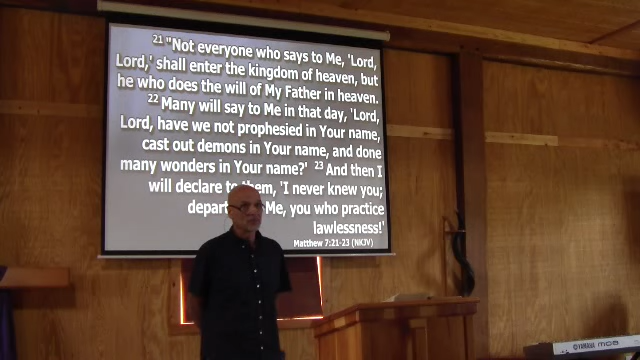 21 "Not everyone who says to Me, 'Lord,
Lord,' shall enter the kingdom of heaven, but
he who does the will of My Father in heaven.
22 Many will say to Me in that day, 'Lord,
Lord, have we not prophesied in Your name,
cast out demons in Your name, and done
many wonders in Your name?' 23 And then I
will declare to them, 'I never knew you;
depart Me, you who practice
lawlessness!'
Matthew 7:21-23 (NKJV)
YAMAHA MO8